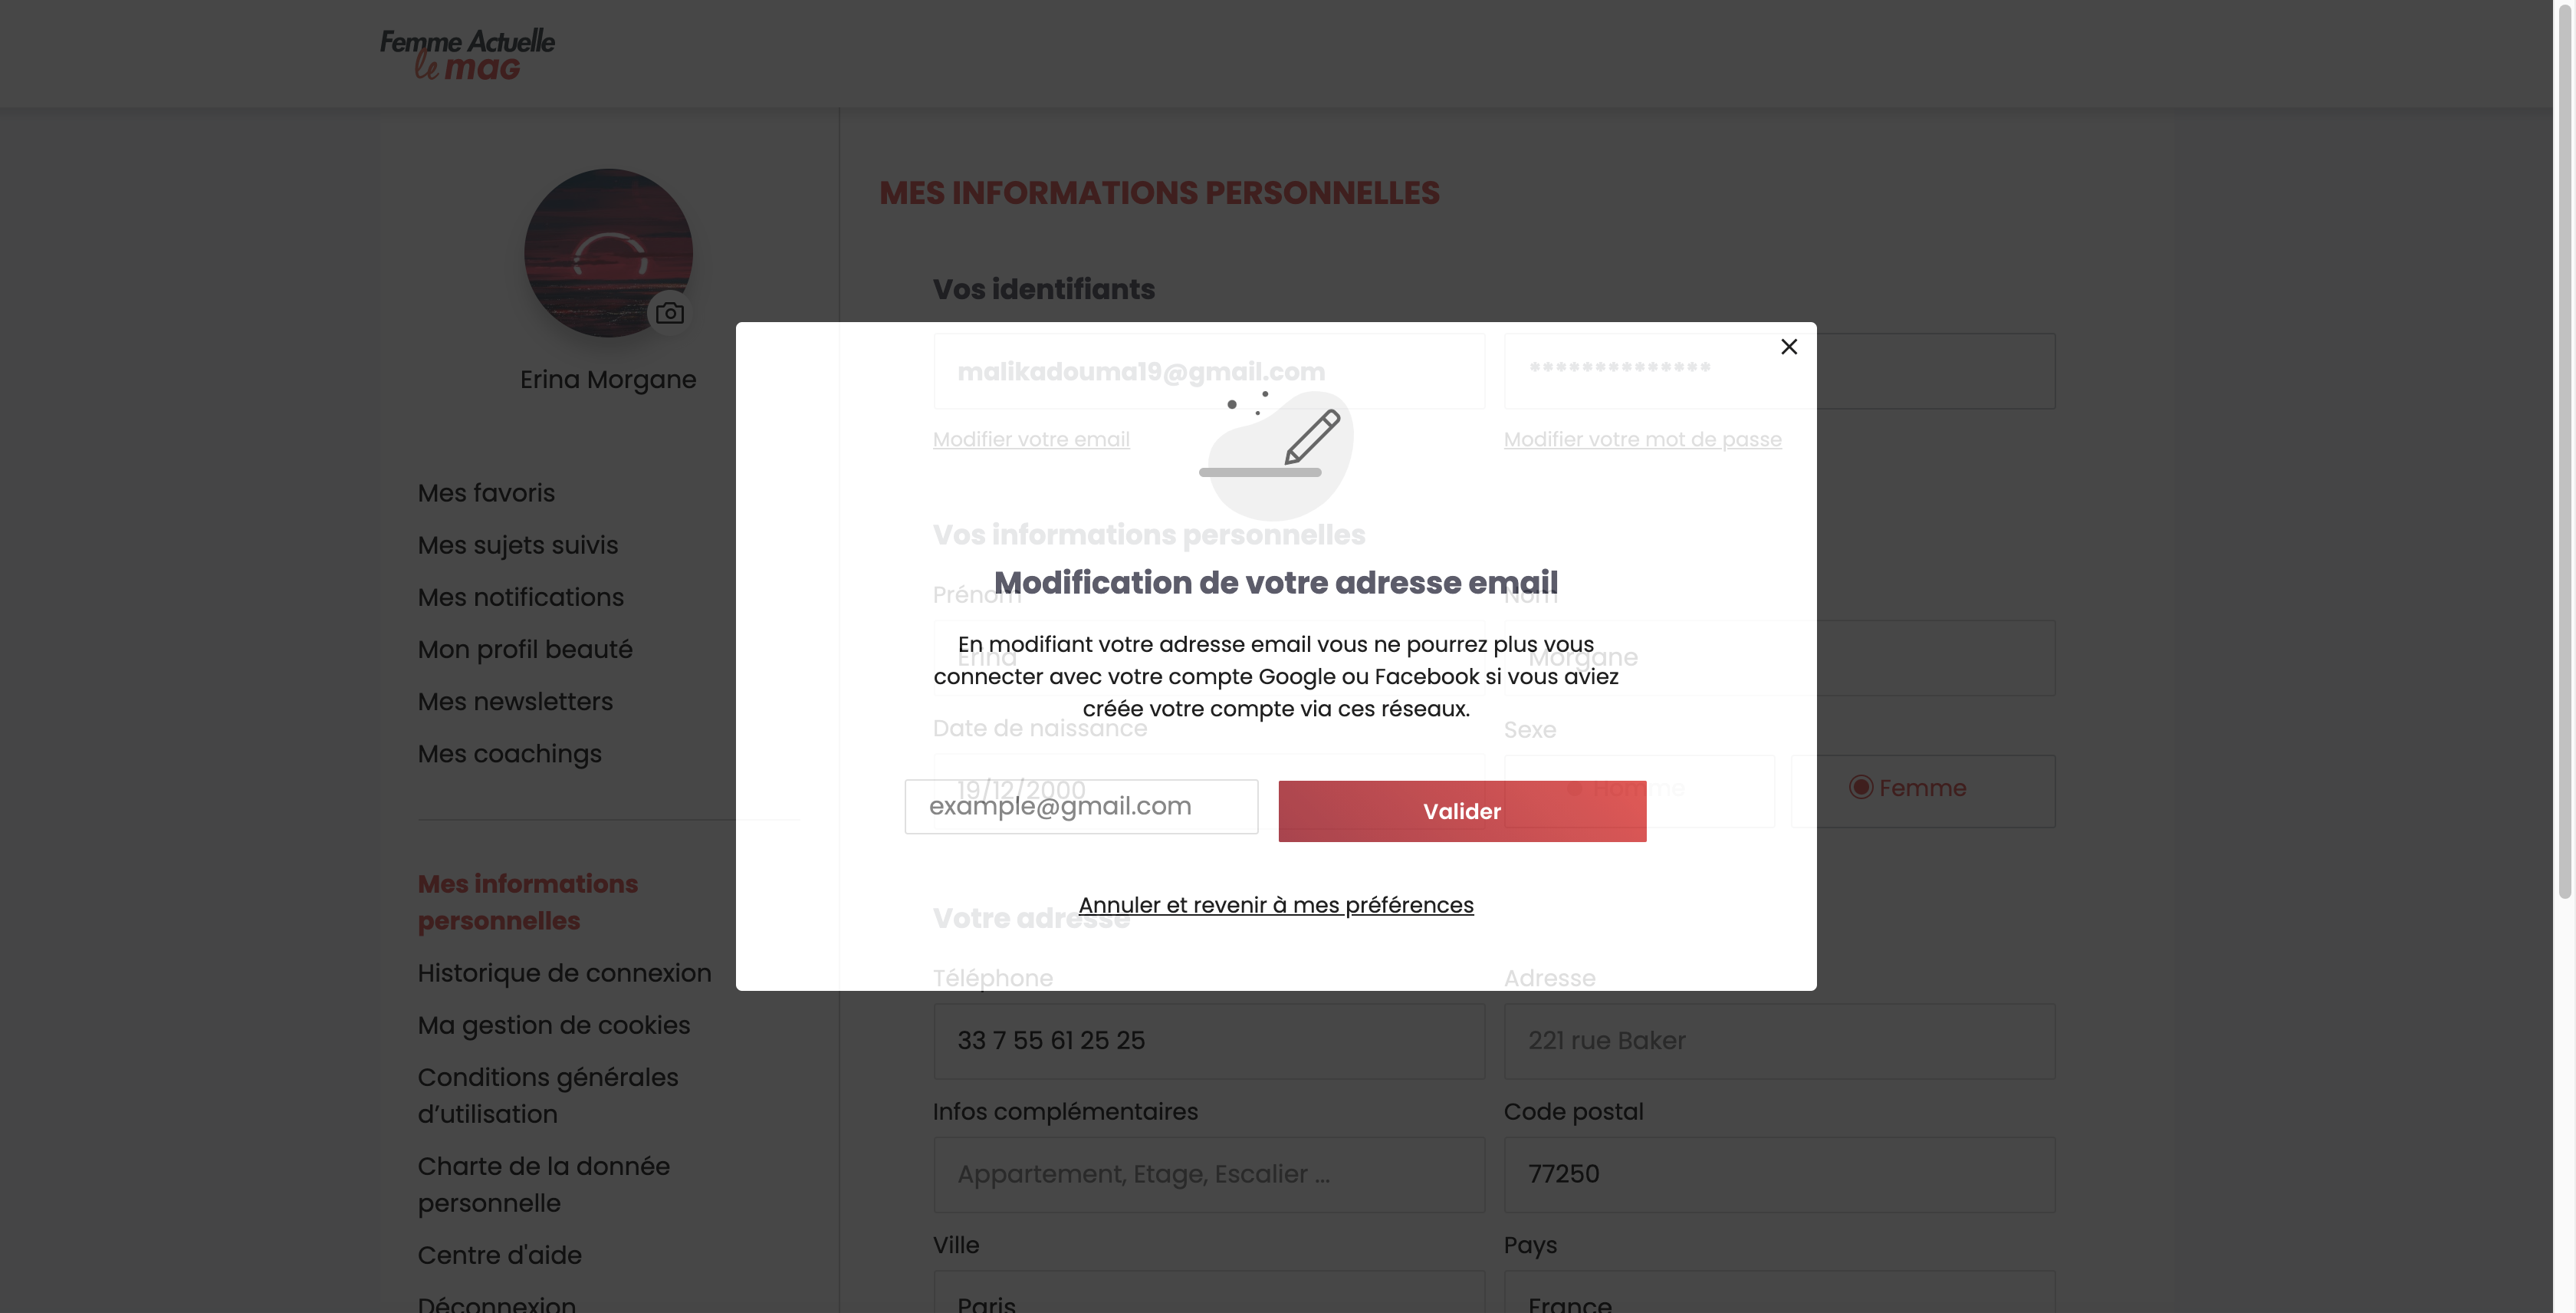 Femme Actuelle
le mag
Erina Morgane
Mes favoris
Mes sujets suivis
Mes notifications
Mon profil beauté
Mes newsletters
Mes coachings
Mes informations
personnelles
Historique de connexion
Ma gestion de cookies
Conditions générales
d’utilisation
Charte de la donnée
personnelle
Centre d'aide
Déconnexion
MES INFORMATIONS PERSONNELLES
Vos identifiants
malikadouma19@gmail.com
*************
Modifier votre email
Modifier votre mot de passe
Vos informations personnelles
Modification de votre adresse email
Prénom
Nom
En modifiant votre adresse email vous ne pourrez plus vous
connecter avec votre compte Google ou Facebook si vous aviez
créée votre compte via ces réseaux.
Erina
Morgane
Date de naissance
Sexe
19/12/2000
Homme
Femme
example@gmail.com
Valider
Annuler et revenir à mes préférences
Votre adresse
Téléphone
Adresse
33 7 55 61 25 25
221 rue Baker
Infos complémentaires
Code postal
Appartement, Etage, Escalier ...
77250
Ville
Pays
Paris
France